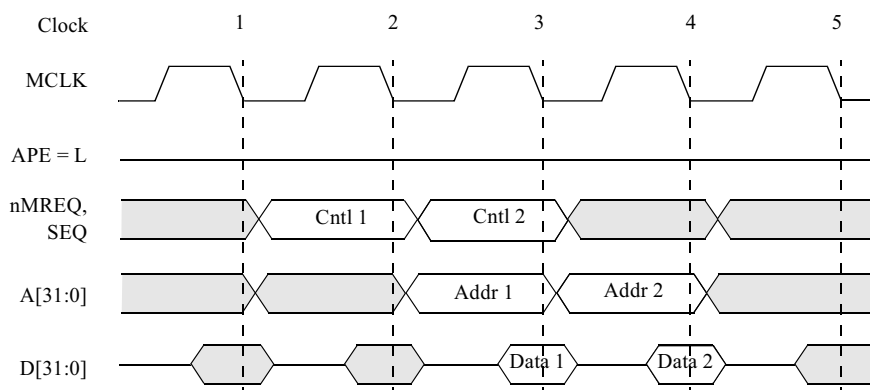 Clock 1 2 3 4 5
MCLK
APE = L
nMREQ,
SEQ
Cntl 1 Cntl 2
A[31:0] Addr 1 Addr 2
D[31:0] Data 1 Data 2